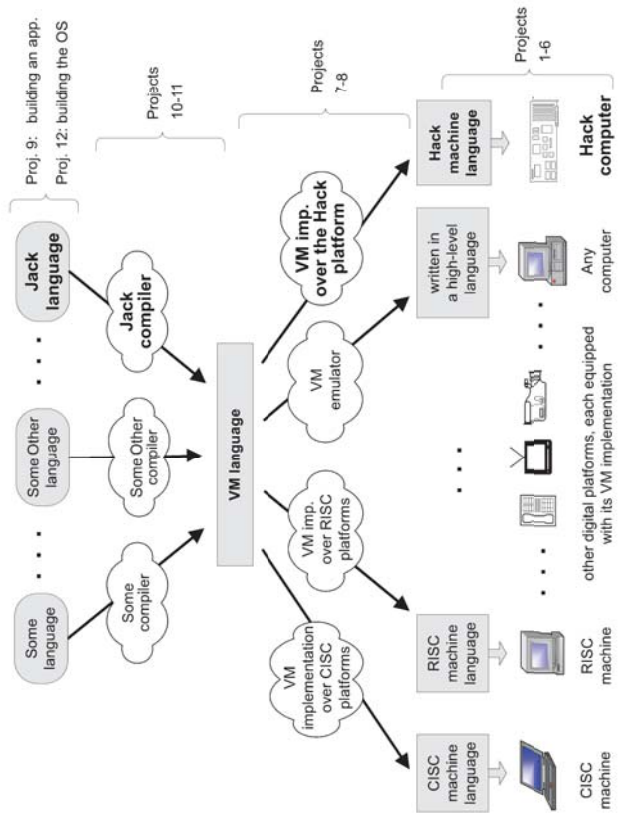 Some language
. . . .
Some Other language
. . . .
Jack language
Proj. 9: building an app.
Proj. 12: building the OS
Some
compiler
Some Other
compiler
Jack
compiler
Projects
10-11
VM language
VM
implementation
over CISC
platforms
VM imp.
over RISC
platforms
VM
emulator
VM imp.
over the Hack
platform
Projects
7-8
CISC
machine
language
RISC
machine
language
. . .
written in
a high-level
language
Hack
machine
language
Projects
1-6
CISC
machine
RISC
machine
. . . .
other digital platforms, each equipped
with its VM implementation
. . .
Any
computer
Hack
computer